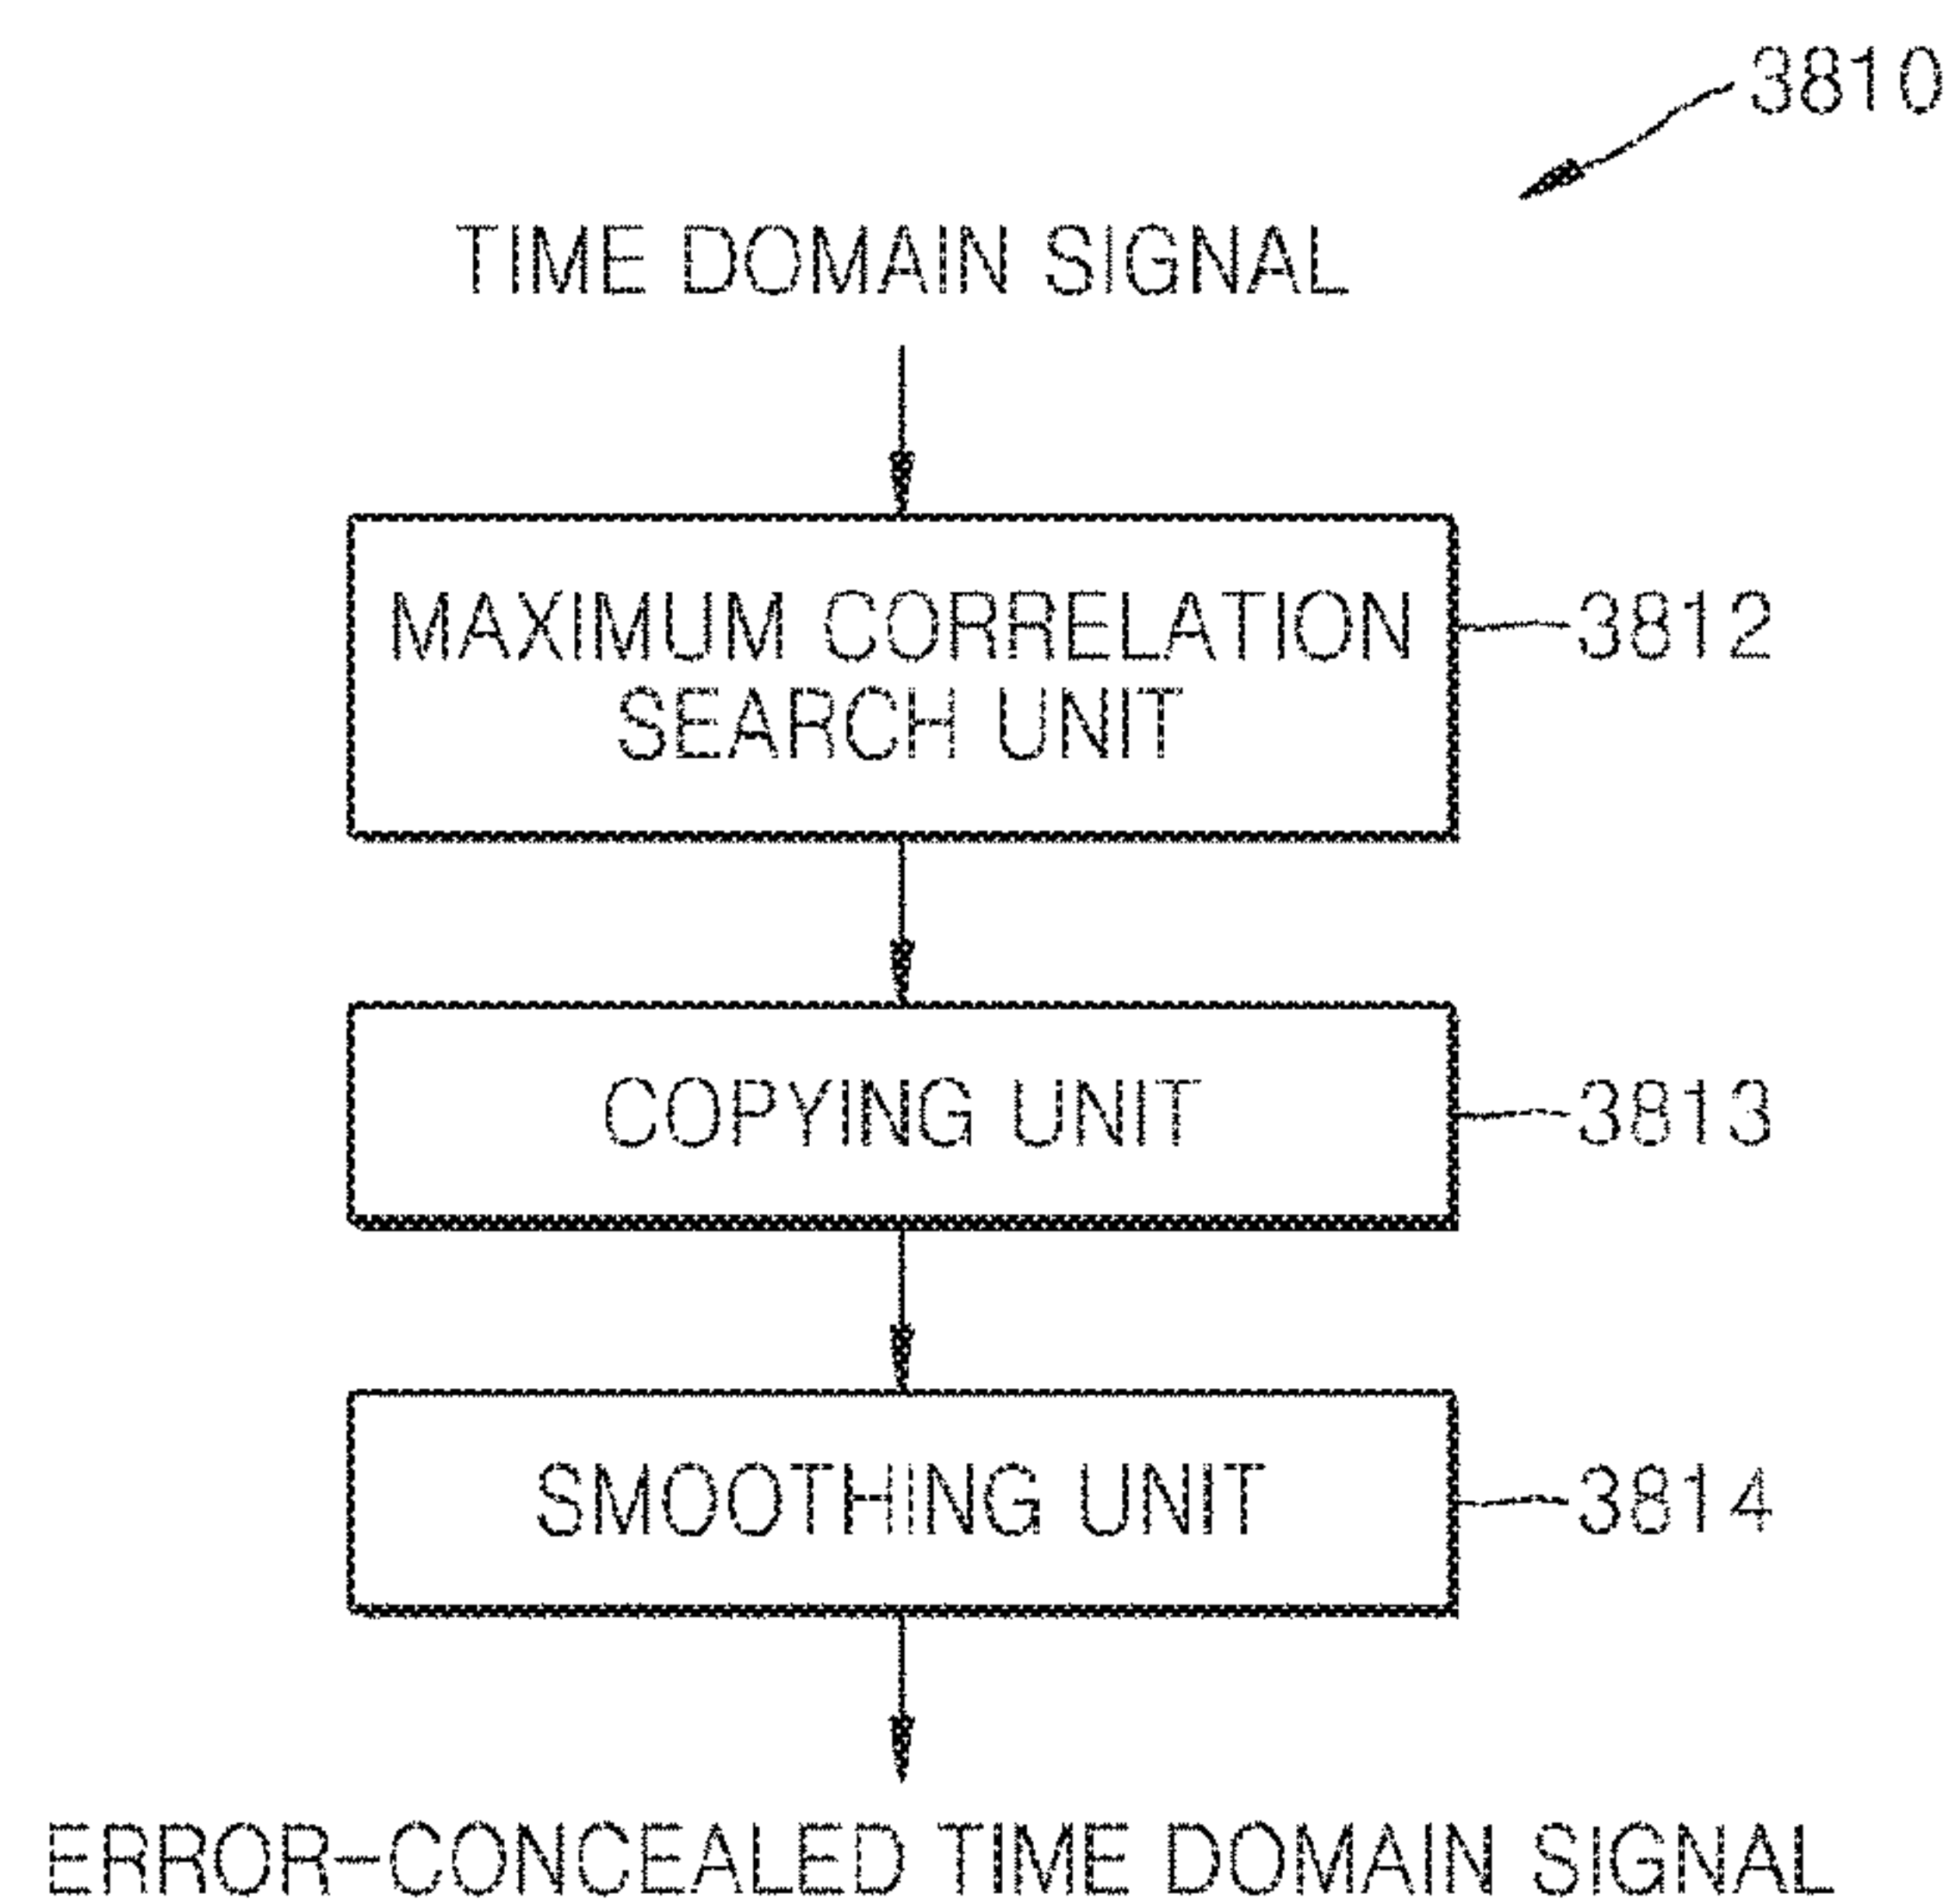 3810
TIME DOMAIN SIGNAL
MAXIMUM CORRELATION
SEARCH UNIT
3812
COPYING UNIT
3813
SMOOTHING UNIT
3814
ERROR-CONCEALED TIME DOMAIN SIGNAL